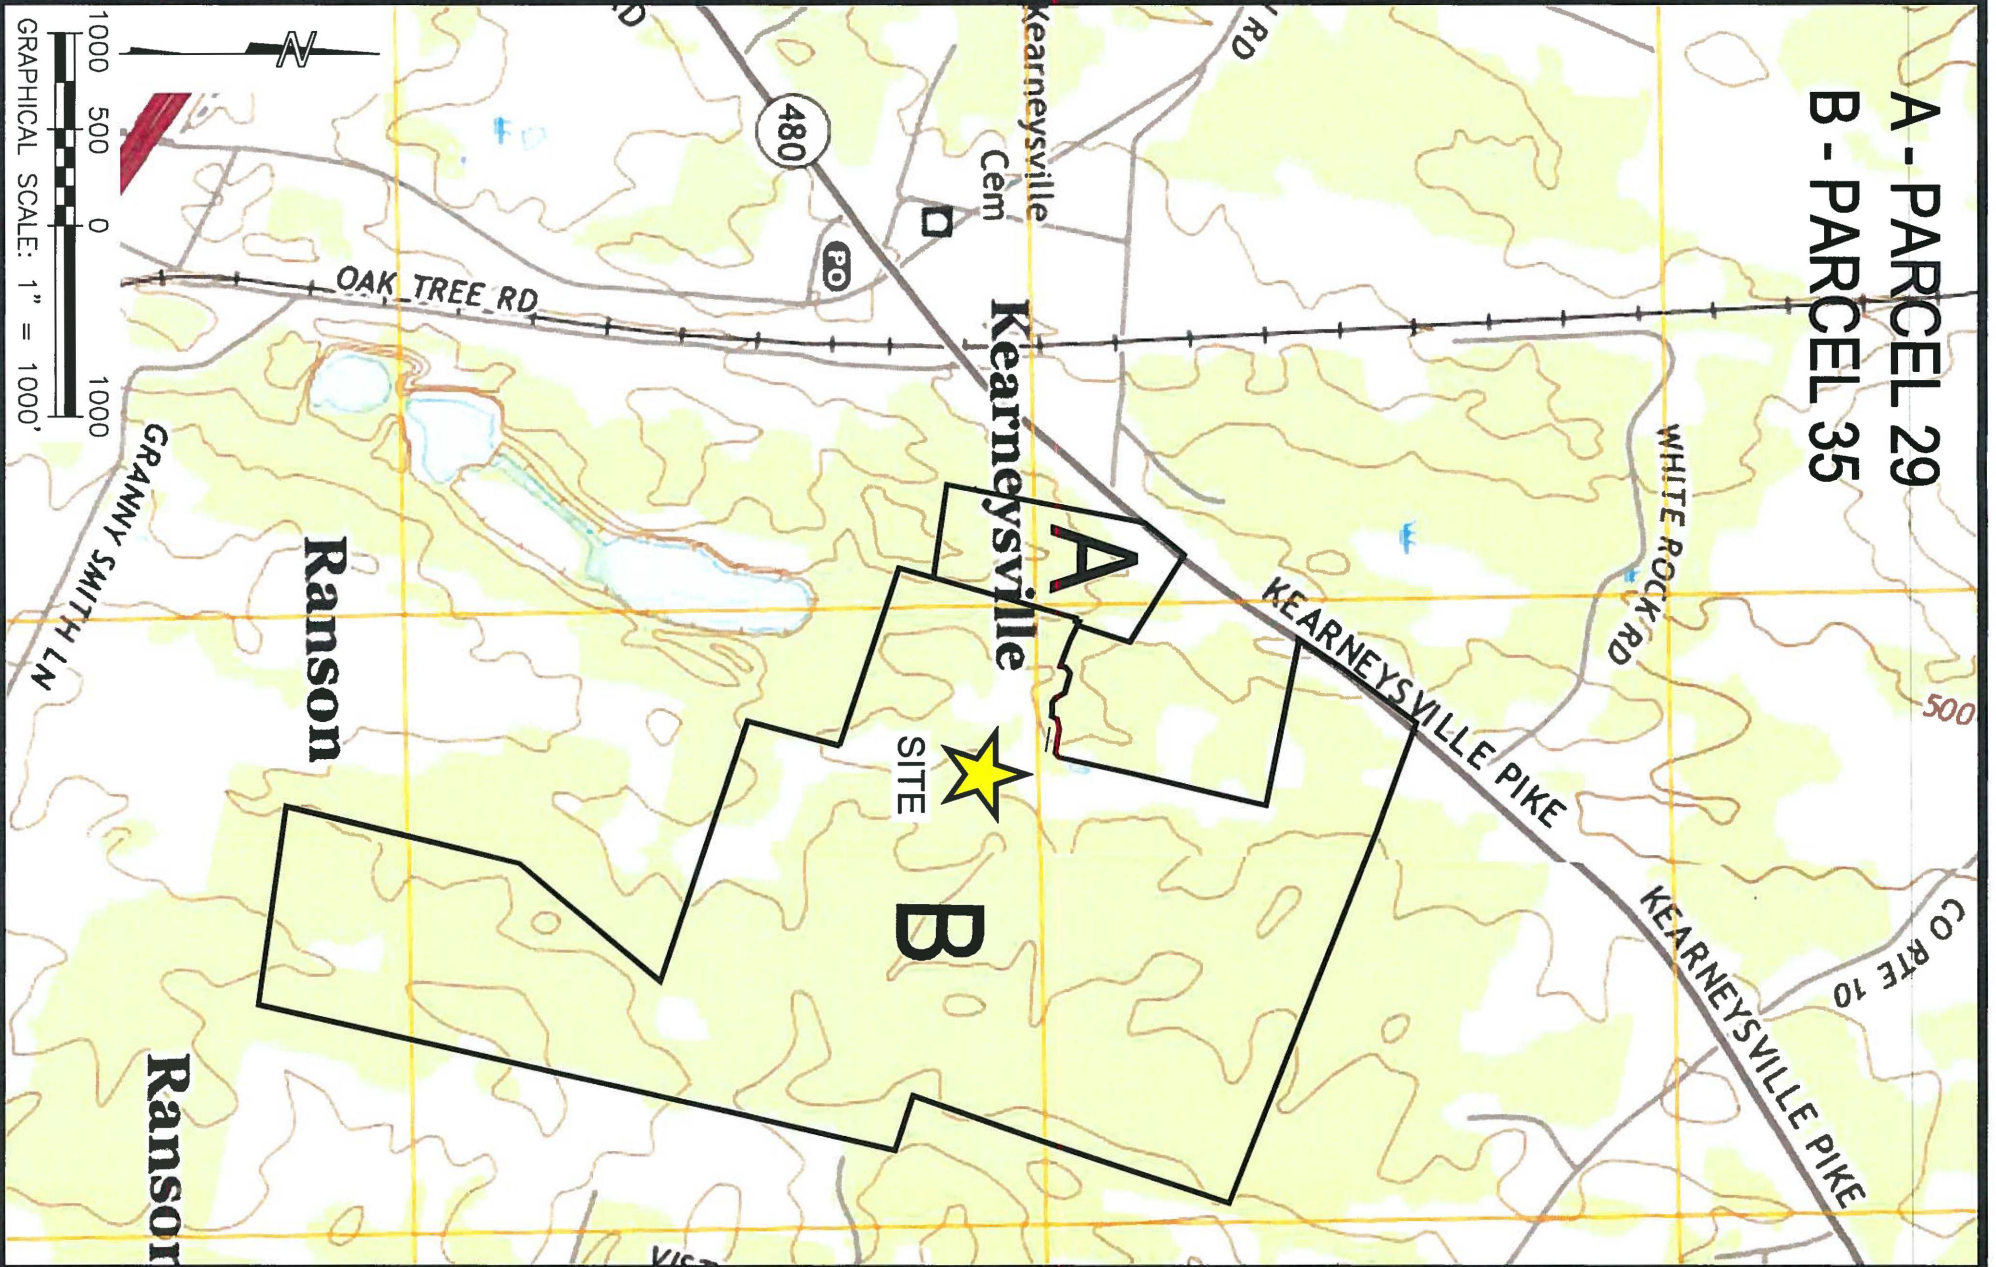 A - PARCEL 29
B - PARCEL 35
RD
Kearneysville
Cem
480
PO
OAK TREE RD
Kearneysville
WHITE ROCK RD
500
A
KEARNEYSVILLE PIKE
KEARNEYSVILLE PIKE
CO RTE 10
SITE
B
GRANNY SMITH LN
Ranson
Ranson
VIST
N
1000 500 0 1000
GRAPHICAL SCALE: 1" = 1000'